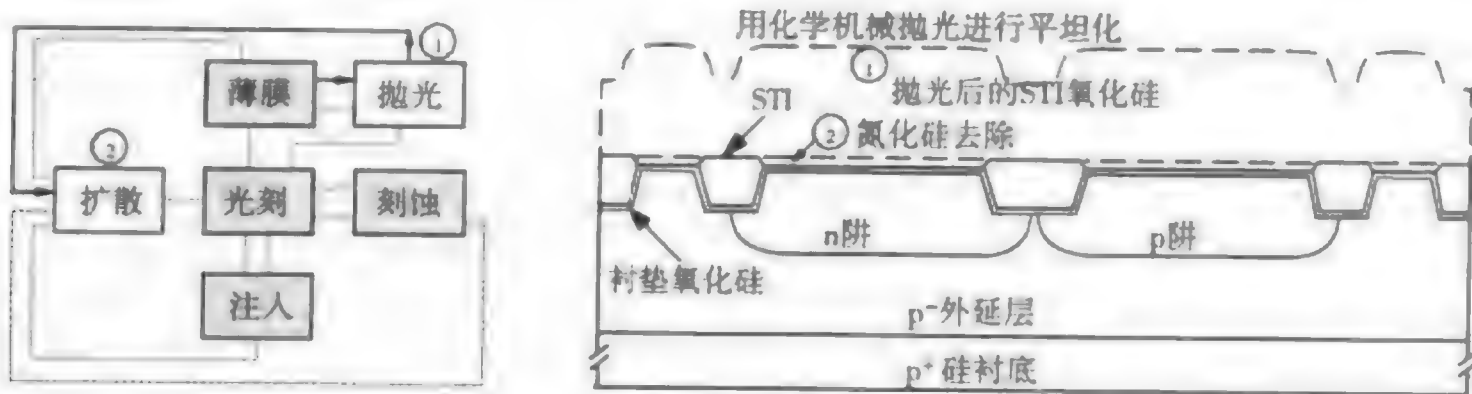 ①
薄膜
抛光
②
扩散
光刻
刻蚀
注入
用化学机械抛光进行平坦化
① 抛光后的STI氧化硅
STI
② 氮化硅去除
n阱
p阱
衬垫氧化硅
p⁻外延层
p⁺硅衬底